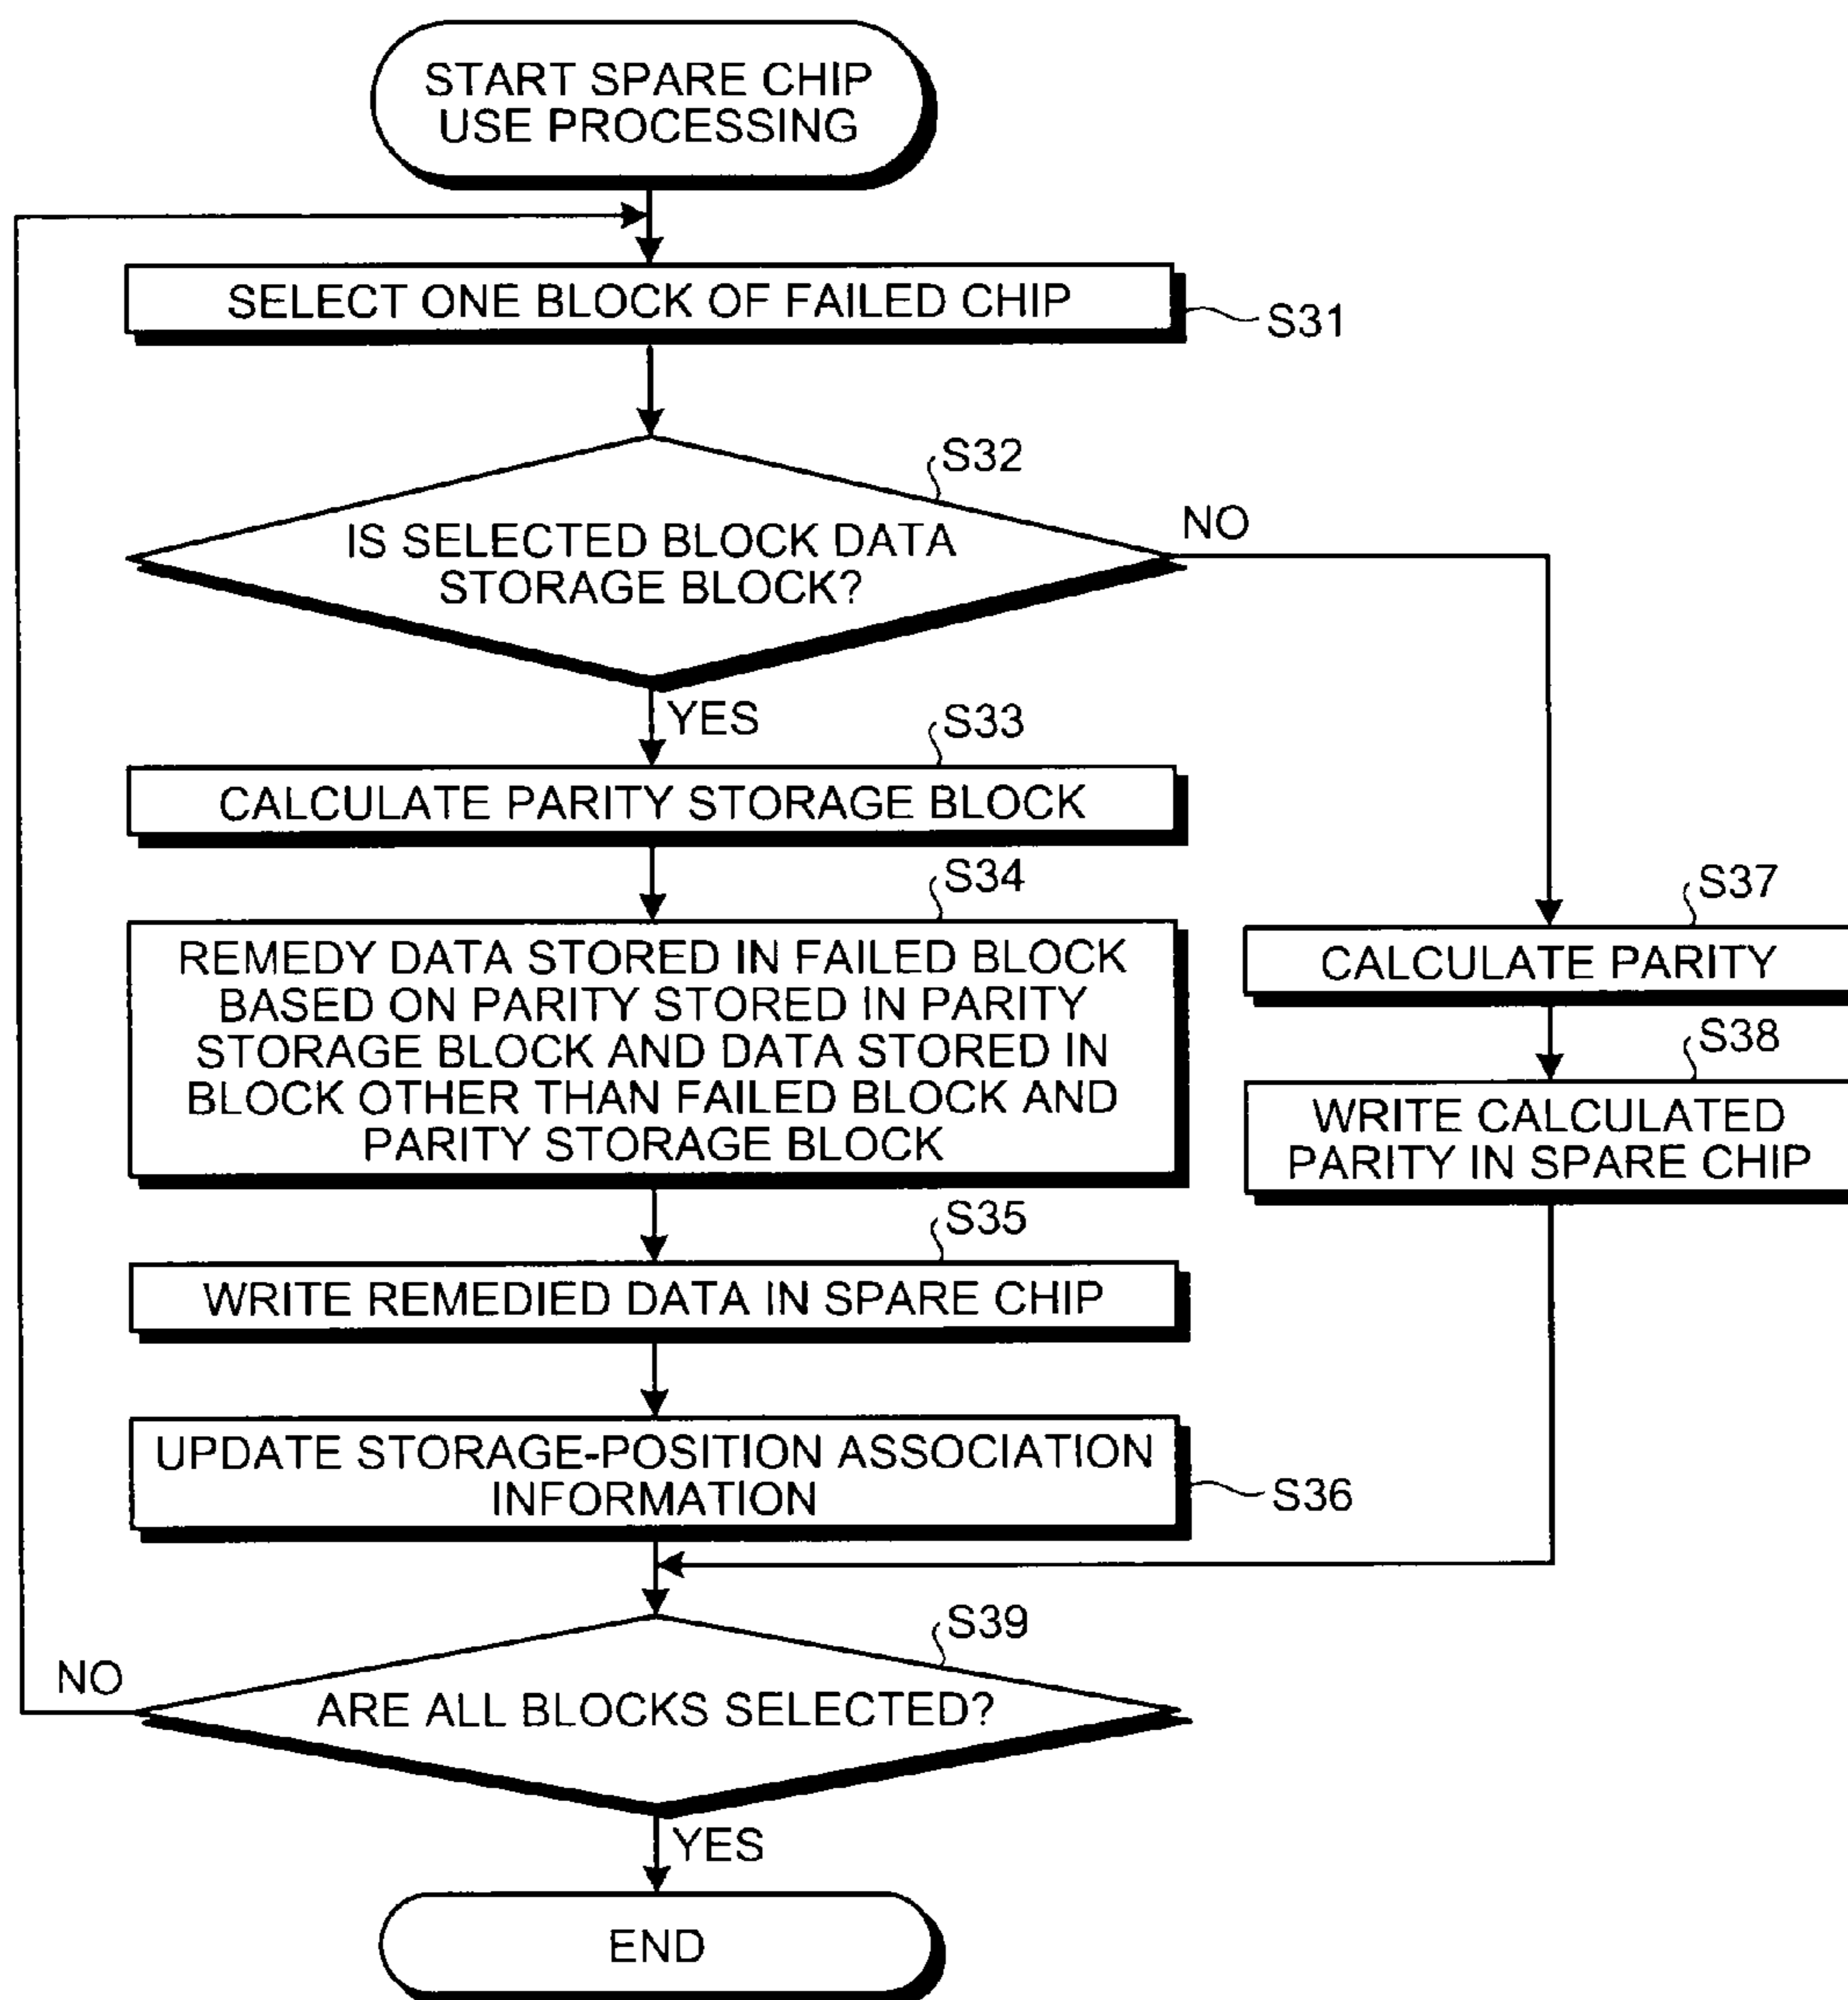 START SPARE CHIP
USE PROCESSING
SELECT ONE BLOCK OF FAILED CHIP
S31
S32
IS SELECTED BLOCK DATA
STORAGE BLOCK?
NO
YES
S33
CALCULATE PARITY STORAGE BLOCK
S34
REMEDY DATA STORED IN FAILED BLOCK
BASED ON PARITY STORED IN PARITY
STORAGE BLOCK AND DATA STORED IN
BLOCK OTHER THAN FAILED BLOCK AND
PARITY STORAGE BLOCK
S35
WRITE REMEDIED DATA IN SPARE CHIP
UPDATE STORAGE-POSITION ASSOCIATION
INFORMATION
S36
S37
CALCULATE PARITY
S38
WRITE CALCULATED
PARITY IN SPARE CHIP
S39
ARE ALL BLOCKS SELECTED?
NO
YES
END